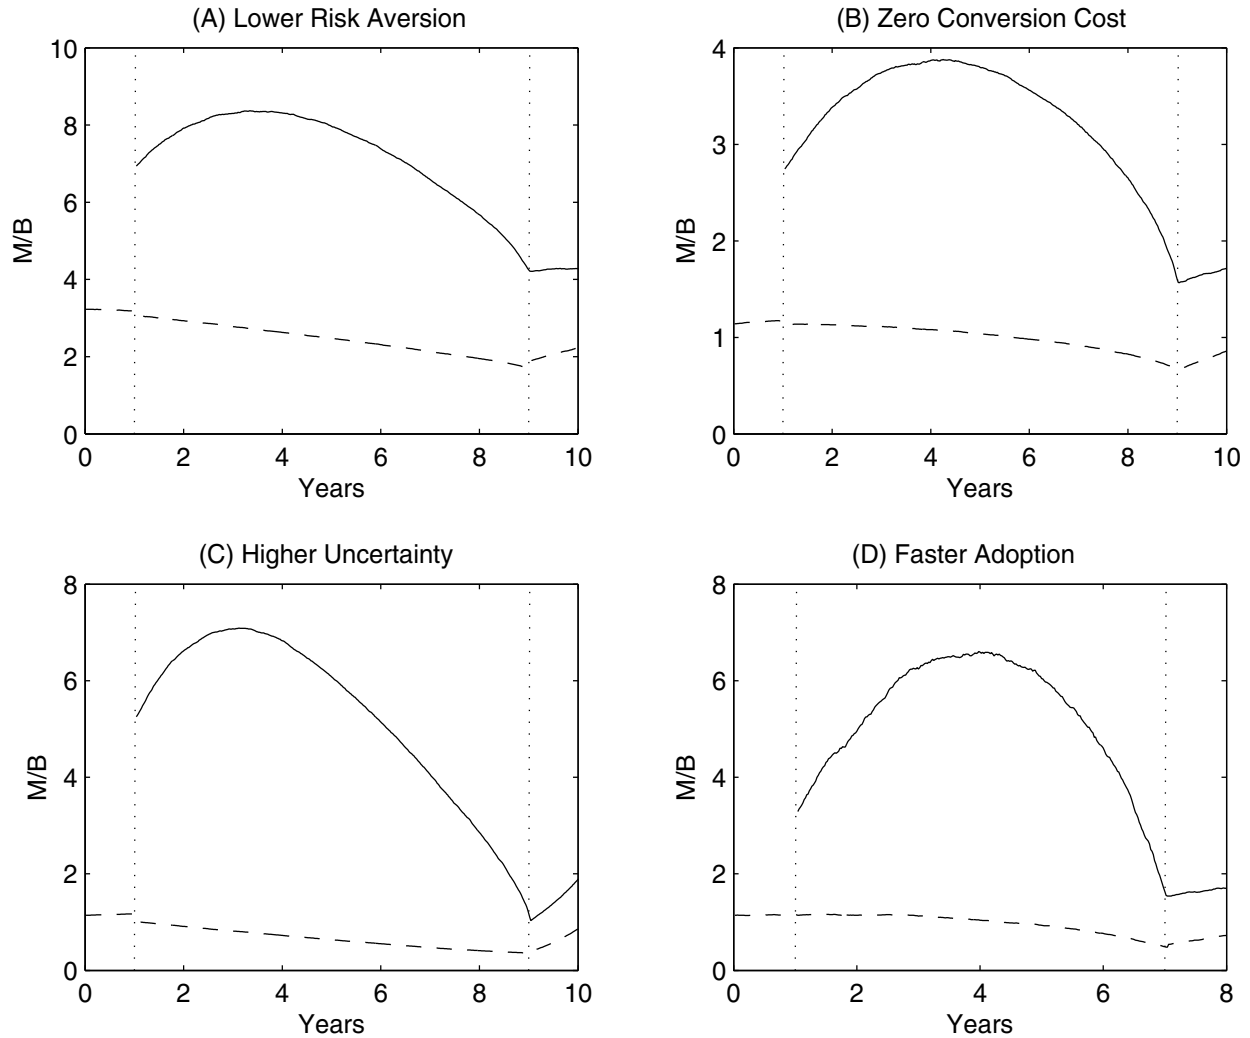 (A) Lower Risk Aversion
10
8
6
4
2
0
M/B
0 2 4 6 8 10
Years
(B) Zero Conversion Cost
4
3
2
1
0
M/B
0 2 4 6 8 10
Years
(C) Higher Uncertainty
8
6
4
2
0
M/B
0 2 4 6 8 10
Years
(D) Faster Adoption
8
6
4
2
0
M/B
0 2 4 6 8
Years